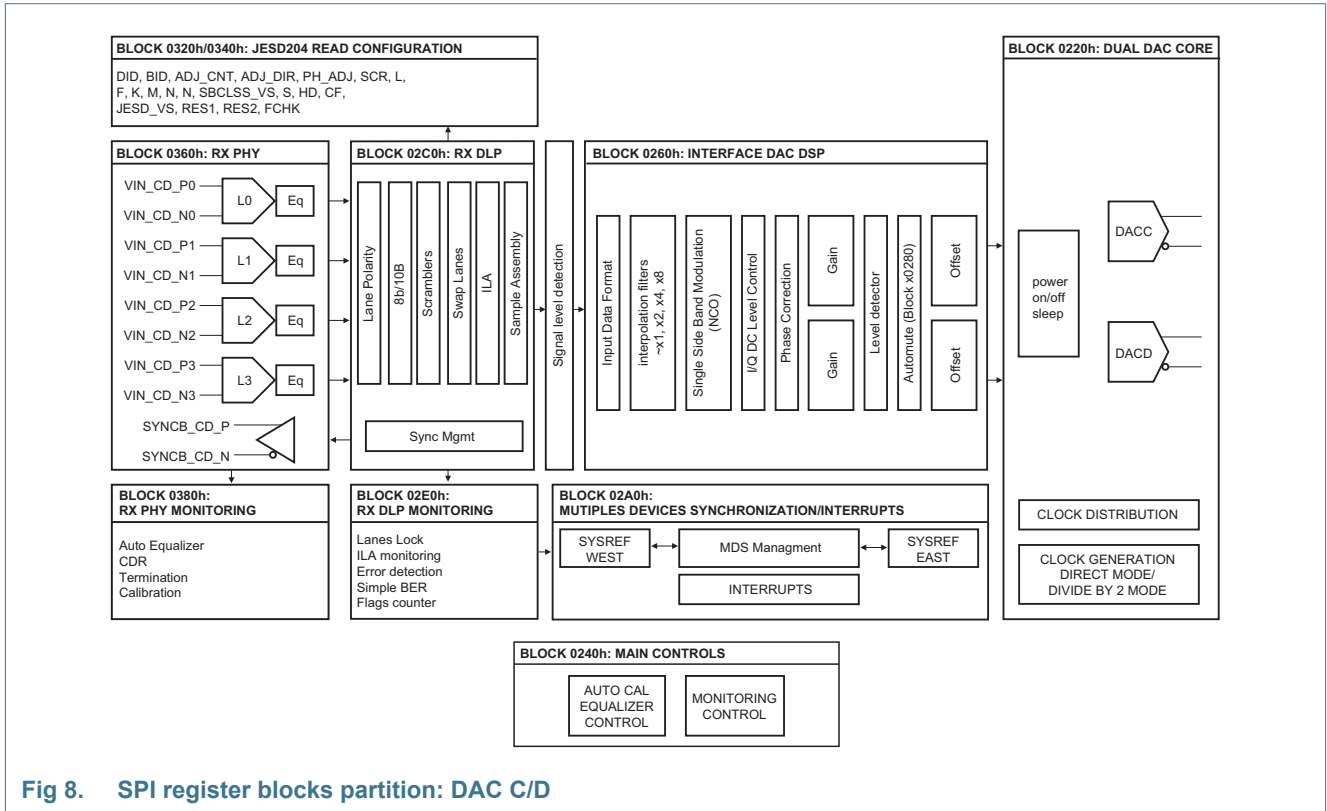 BLOCK 0320h/0340h: JESD204 READ CONFIGURATION
DID, BID, ADJ_CNT, ADJ_DIR, PH_ADJ, SCR, L,
F, K, M, N, N, SBCLSS_VS, S, HD, CF,
JESD_VS, RES1, RES2, FCHK
BLOCK 0360h: RX PHY
VIN_CD_P0
VIN_CD_N0
L0
Eq
VIN_CD_P1
VIN_CD_N1
L1
Eq
VIN_CD_P2
VIN_CD_N2
L2
Eq
VIN_CD_P3
VIN_CD_N3
L3
Eq
SYNCB_CD_P
SYNCB_CD_N
BLOCK 02C0h: RX DLP
Lane Polarity
8b/10B
Scramblers
Swap Lanes
ILA
Sample Assembly
Sync Mgmt
Signal level detection
BLOCK 0260h: INTERFACE DAC DSP
Input Data Format
interpolation filters
~x1, x2, x4, x8
Single Side Band Modulation
(NCO)
I/Q DC Level Control
Phase Correction
Gain
Gain
Level detector
Automute (Block x0280)
Offset
Offset
BLOCK 0220h: DUAL DAC CORE
power
on/off
sleep
DACC
DACD
CLOCK DISTRIBUTION
CLOCK GENERATION
DIRECT MODE/
DIVIDE BY 2 MODE
BLOCK 0380h:
RX PHY MONITORING
Auto Equalizer
CDR
Termination
Calibration
BLOCK 02E0h:
RX DLP MONITORING
Lanes Lock
ILA monitoring
Error detection
Simple BER
Flags counter
BLOCK 02A0h:
MUTIPLES DEVICES SYNCHRONIZATION/INTERRUPTS
SYSREF
WEST
MDS Managment
SYSREF
EAST
INTERRUPTS
BLOCK 0240h: MAIN CONTROLS
AUTO CAL
EQUALIZER
CONTROL
MONITORING
CONTROL
Fig 8. SPI register blocks partition: DAC C/D